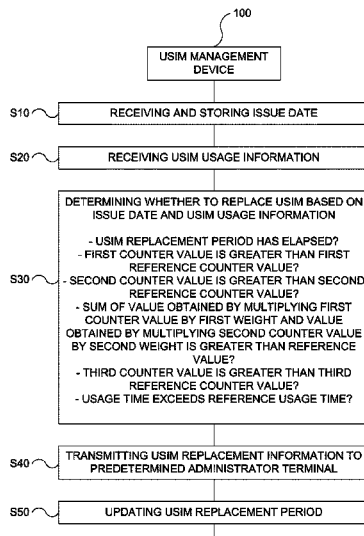 100
USIM MANAGEMENT
DEVICE
S10
RECEIVING AND STORING ISSUE DATE
S20
RECEIVING USIM USAGE INFORMATION
S30
DETERMINING WHETHER TO REPLACE USIM BASED ON
ISSUE DATE AND USIM USAGE INFORMATION
- USIM REPLACEMENT PERIOD HAS ELAPSED?
- FIRST COUNTER VALUE IS GREATER THAN FIRST
REFERENCE COUNTER VALUE?
- SECOND COUNTER VALUE IS GREATER THAN SECOND
REFERENCE COUNTER VALUE?
- SUM OF VALUE OBTAINED BY MULTIPLYING FIRST
COUNTER VALUE BY FIRST WEIGHT AND VALUE
OBTAINED BY MULTIPLYING SECOND COUNTER VALUE
BY SECOND WEIGHT IS GREATER THAN REFERENCE
VALUE?
- THIRD COUNTER VALUE IS GREATER THAN THIRD
REFERENCE COUNTER VALUE?
- USAGE TIME EXCEEDS REFERENCE USAGE TIME?
S40
TRANSMITTING USIM REPLACEMENT INFORMATION TO
PREDETERMINED ADMINISTRATOR TERMINAL
S50
UPDATING USIM REPLACEMENT PERIOD